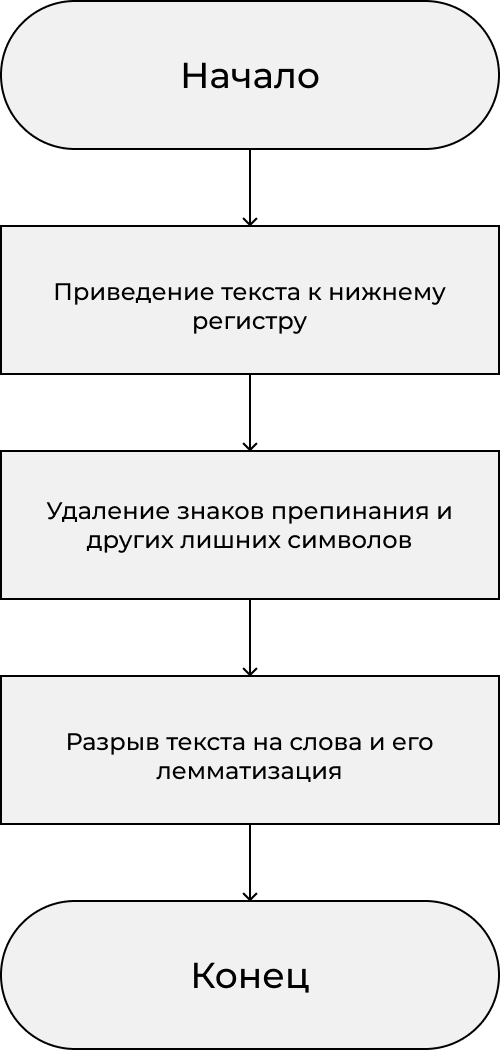 Начало
Приведение текста к нижнему
регистру
Удаление знаков препинания и
других лишних символов
Разрыв текста на слова и его
лемматизация
Конец